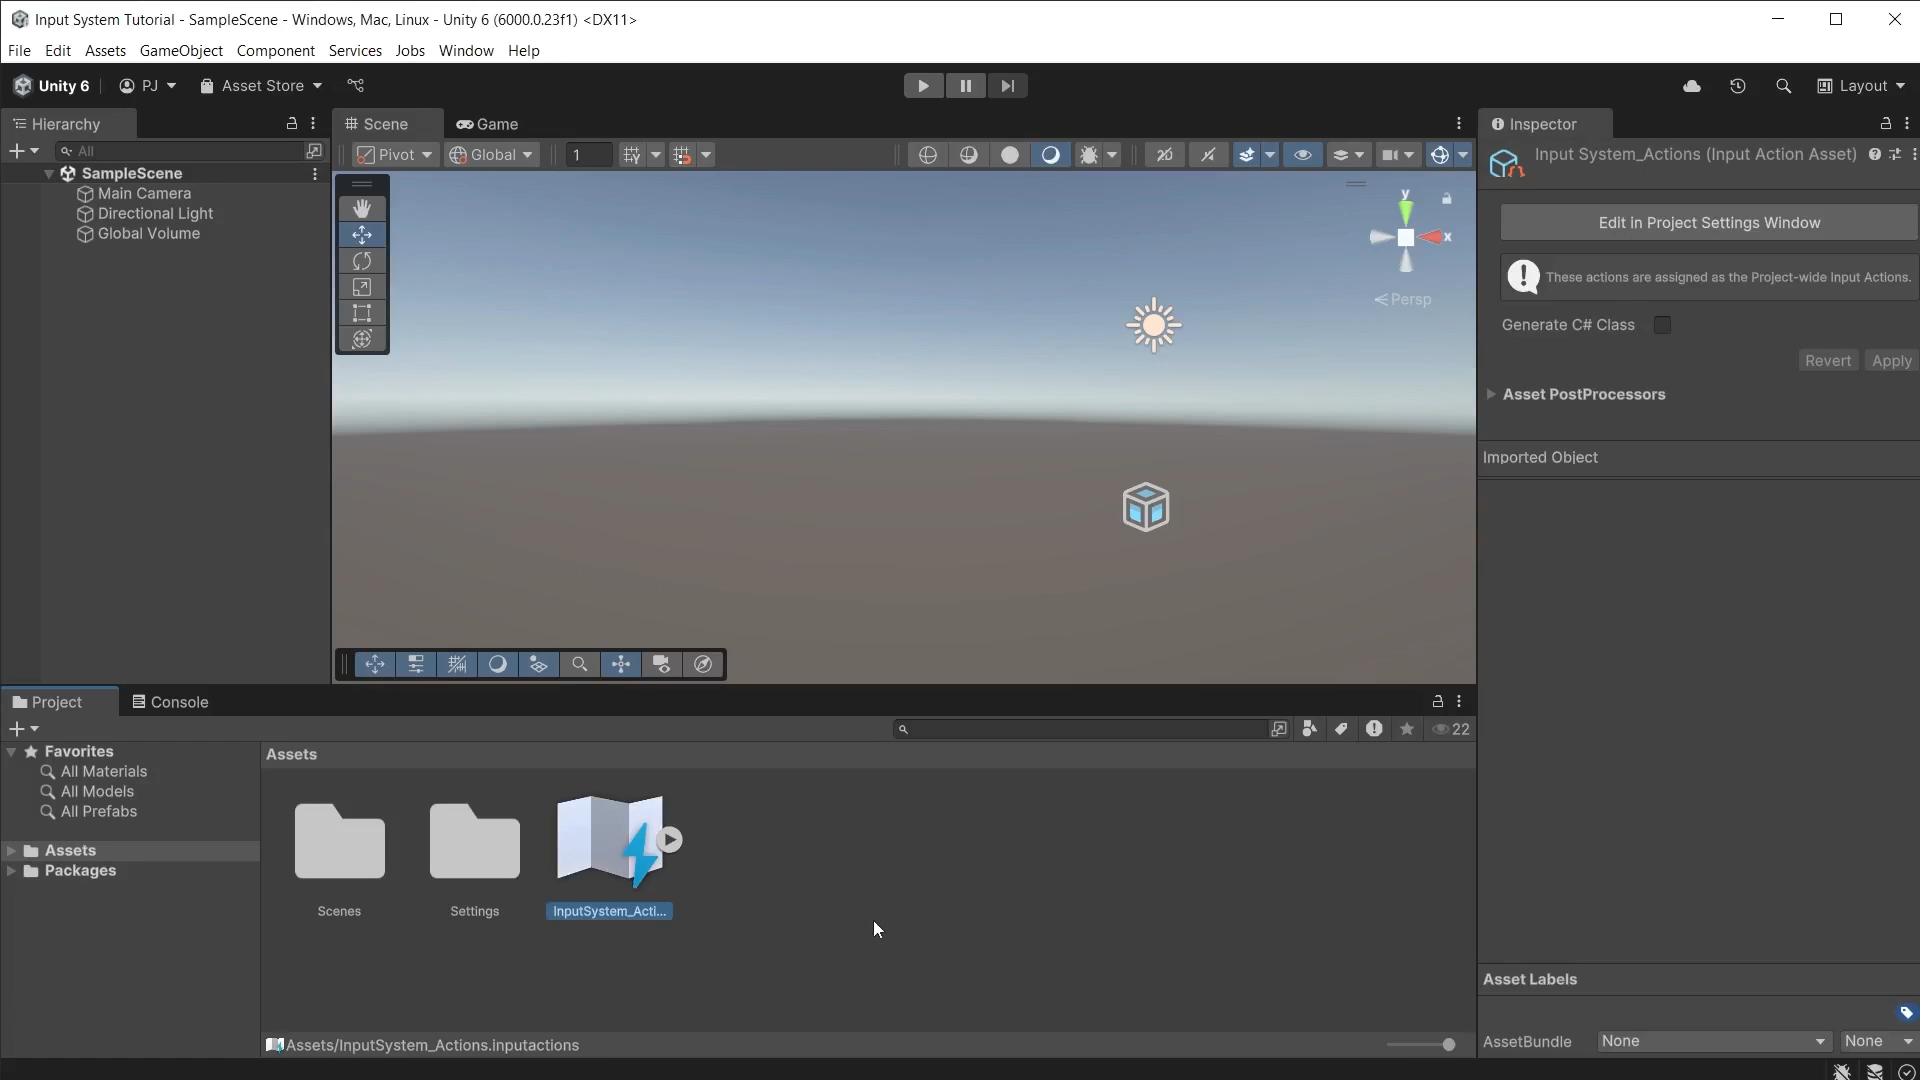 Input System Tutorial - SampleScene - Windows, Mac, Linux - Unity 6 (6000.0.23f1) <DX11>
File Edit Assets GameObject Component Services Jobs Window Help
Unity 6 PJ Asset Store Layout
Hierarchy
All
SampleScene
Main Camera
Directional Light
Global Volume
Scene Game
Pivot Global 1 2D
y
x
Persp
Inspector
Input System_Actions (Input Action Asset)
Edit in Project Settings Window
These actions are assigned as the Project-wide Input Actions.
Generate C# Class
Revert Apply
Asset PostProcessors
Imported Object
Project Console
22
Favorites
All Materials
All Models
All Prefabs
Assets
Packages
Assets
Scenes Settings InputSystem_Acti...
Assets/InputSystem_Actions.inputactions
Asset Labels
AssetBundle None None